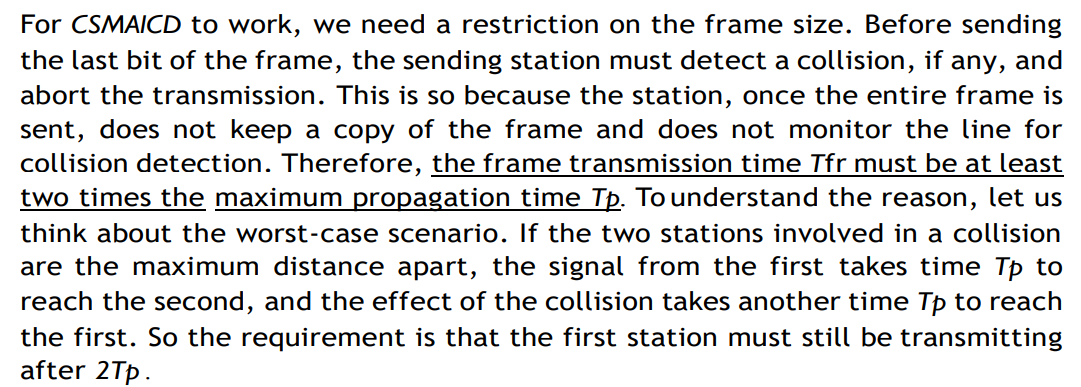 For CSMAICD to work, we need a restriction on the frame size. Before sending
the last bit of the frame, the sending station must detect a collision, if any, and
abort the transmission. This is so because the station, once the entire frame is
sent, does not keep a copy of the frame and does not monitor the line for
collision detection. Therefore, the frame transmission time Tfr must be at least
two times the maximum propagation time Tp. To understand the reason, let us
think about the worst-case scenario. If the two stations involved in a collision
are the maximum distance apart, the signal from the first takes time Tp to
reach the second, and the effect of the collision takes another time Tp to reach
the first. So the requirement is that the first station must still be transmitting
after 2Tp.